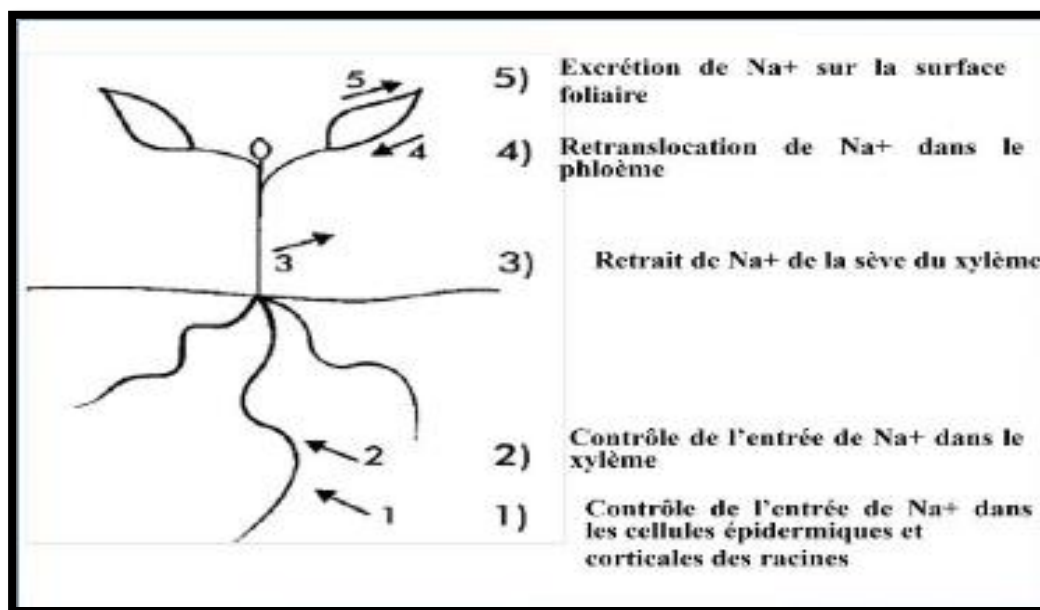 5) Excrétion de Na+ sur la surface
foliaire
4) Retranslocation de Na+ dans le
phloème
3) Retrait de Na+ de la sève du xylème
2) Contrôle de l'entrée de Na+ dans le
xylème
1) Contrôle de l'entrée de Na+ dans
les cellules épidermiques et
corticales des racines
5
4
3
2
1